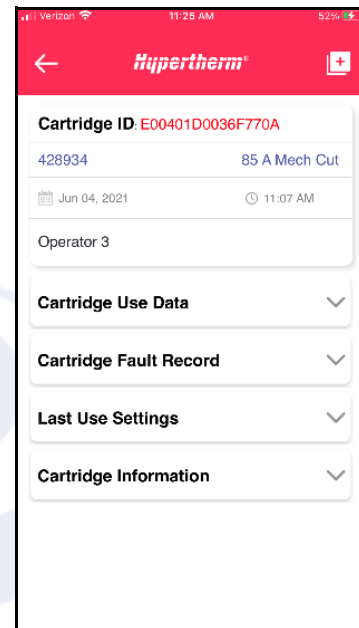 Verizon 11:25 AM 52%
Hypertherm®
Cartridge ID: E00401D0036F770A
428934 85 A Mech Cut
Jun 04, 2021 11:07 AM
Operator 3
Cartridge Use Data
Cartridge Fault Record
Last Use Settings
Cartridge Information